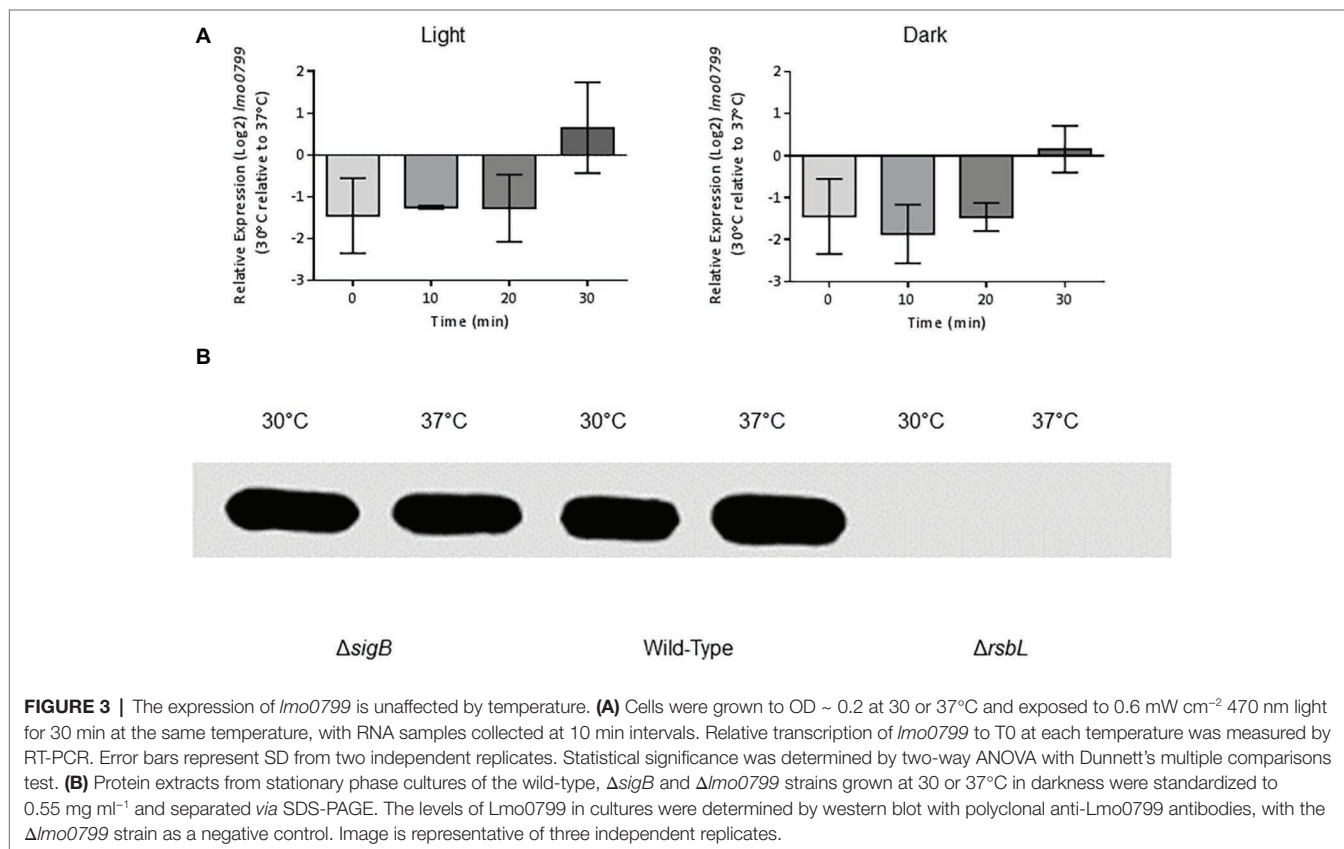 A
Light
Dark
Relative Expression (Log2) lmo0799
(30°C relative to 37°C)
2
1
0
-1
-2
-3
0 10 20 30
Time (min)
Relative Expression (Log2) lmo0799
(30°C relative to 37°C)
2
1
0
-1
-2
-3
0 10 20 30
Time (min)
B
30°C 37°C 30°C 37°C 30°C 37°C
ΔsigB Wild-Type ΔrsbL
FIGURE 3 | The expression of lmo0799 is unaffected by temperature. (A) Cells were grown to OD ~ 0.2 at 30 or 37°C and exposed to 0.6 mW cm⁻² 470 nm light
for 30 min at the same temperature, with RNA samples collected at 10 min intervals. Relative transcription of lmo0799 to T0 at each temperature was measured by
RT-PCR. Error bars represent SD from two independent replicates. Statistical significance was determined by two-way ANOVA with Dunnett's multiple comparisons
test. (B) Protein extracts from stationary phase cultures of the wild-type, ΔsigB and Δlmo0799 strains grown at 30 or 37°C in darkness were standardized to
0.55 mg ml⁻¹ and separated via SDS-PAGE. The levels of Lmo0799 in cultures were determined by western blot with polyclonal anti-Lmo0799 antibodies, with the
Δlmo0799 strain as a negative control. Image is representative of three independent replicates.